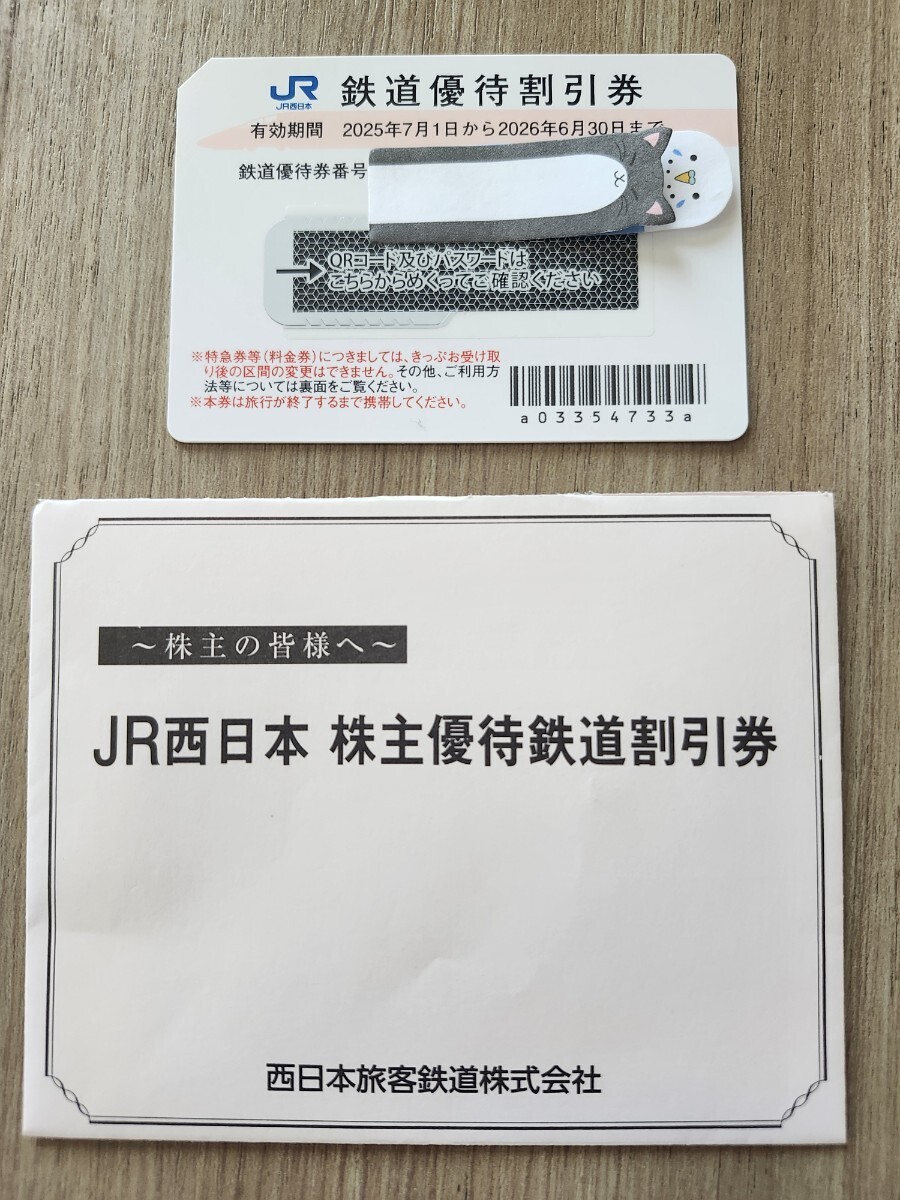 JR 鉄道優待割引券
JR西日本
有効期間 2025年7月1日から2026年6月30日まで
鉄道優待券番号
QRコード及びパスワードは
こちらからめくってご確認ください
※特急券等(料金券)につきましては、きっぷお受け取
り後の区間の変更はできません。その他、ご利用方
法等については裏面をご覧ください。
※本券は旅行が終了するまで携帯してください。
a033547 33a
～株主の皆様へ～
JR西日本 株主優待鉄道割引券
西日本旅客鉄道株式会社